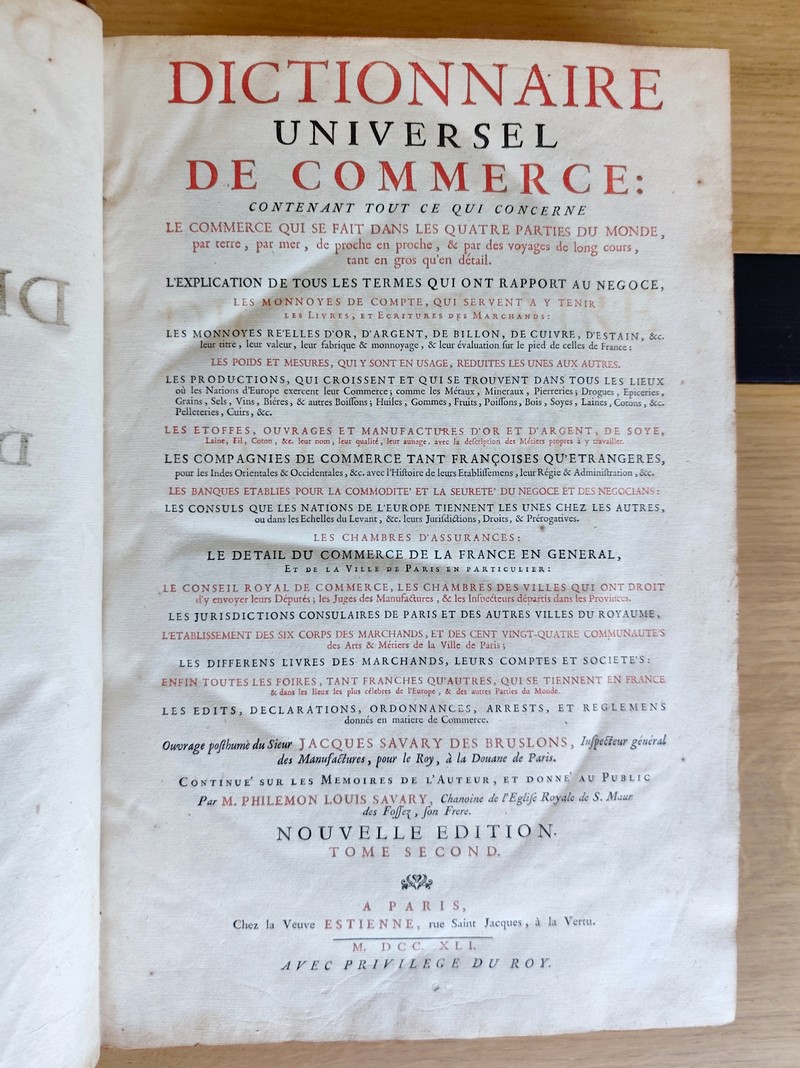 DICTIONNAIRE
UNIVERSEL
DE COMMERCE:
CONTENANT TOUT CE QUI CONCERNE
LE COMMERCE QUI SE FAIT DANS LES QUATRE PARTIES DU MONDE,
par terre, par mer, de proche en proche, & par des voyages de long cours,
tant en gros qu'en détail.
L'EXPLICATION DE TOUS LES TERMES QUI ONT RAPPORT AU NEGOCE,
LES MONNOYES DE COMPTE, QUI SERVENT A Y TENIR
LES LIVRES, ET ECRITURES DES MARCHANDS:
LES MONNOYES RE'ELLES D'OR, D'ARGENT, DE BILLON, DE CUIVRE, D'ESTAIN, &c.
leur titre, leur valeur, leur fabrique & monnoyage, & leur évaluation ſur le pied de celles de France:
LES POIDS ET MESURES, QUI Y SONT EN USAGE, REDUITES LES UNES AUX AUTRES.
LES PRODUCTIONS, QUI CROISSENT ET QUI SE TROUVENT DANS TOUS LES LIEUX
où les Nations d'Europe exercent leur Commerce; comme les Métaux, Mineraux, Pierreries; Drogues, Epiceries,
Grains, Sels, Vins, Biéres, & autres Boiſſons; Huiles, Gommes, Fruits, Poiſſons, Bois, Soyes, Laines, Cotons, &c.
Pelleteries, Cuirs, &c.
LES ETOFFES, OUVRAGES ET MANUFACTURES D'OR ET D'ARGENT, DE SOYE,
Laine, Fil, Coton, &c. leur nom, leur qualité, leur aunage, avec la deſcription des Métiers propres à y travailler.
LES COMPAGNIES DE COMMERCE TANT FRANÇOISES QU'ETRANGERES,
pour les Indes Orientales & Occidentales, &c. avec l'Hiſtoire de leurs Etabliſſemens, leur Régie & Adminiſtration, &c.
LES BANQUES ETABLIES POUR LA COMMODITE' ET LA SEURETE' DU NEGOCE ET DES NEGOCIANS:
LES CONSULS QUE LES NATIONS DE L'EUROPE TIENNENT LES UNES CHEZ LES AUTRES,
ou dans les Echelles du Levant, &c. leurs Juriſdictions, Droits, & Prérogatives.
LES CHAMBRES D'ASSURANCES:
LE DETAIL DU COMMERCE DE LA FRANCE EN GENERAL,
ET DE LA VILLE DE PARIS EN PARTICULIER:
LE CONSEIL ROYAL DE COMMERCE, LES CHAMBRES DES VILLES QUI ONT DROIT
d'y envoyer leurs Députés; les Juges des Manufactures, & les Inſpecteurs départis dans les Provinces.
LES JURISDICTIONS CONSULAIRES DE PARIS ET DES AUTRES VILLES DU ROYAUME,
L'ETABLISSEMENT DES SIX CORPS DES MARCHANDS, ET DES CENT VINGT-QUATRE COMMUNAUTE'S
des Arts & Métiers de la Ville de Paris;
LES DIFFERENS LIVRES DES MARCHANDS, LEURS COMPTES ET SOCIETE'S:
ENFIN TOUTES LES FOIRES, TANT FRANCHES QU'AUTRES, QUI SE TIENNENT EN FRANCE
& dans les lieux les plus célebres de l'Europe, & des autres Parties du Monde.
LES EDITS, DECLARATIONS, ORDONNANCES, ARRESTS, ET REGLEMENS
donnés en matiere de Commerce.
Ouvrage poſthume du Sieur JACQUES SAVARY DES BRUSLONS, Inſpecteur général
des Manufactures, pour le Roy, à la Douane de Paris.
CONTINUE' SUR LES MEMOIRES DE L'AUTEUR, ET DONNE' AU PUBLIC
Par M. PHILEMON LOUIS SAVARY, Chanoine de l'Egliſe Royale de S. Maur
des Foſſez, ſon Frere.
NOUVELLE EDITION.
TOME SECOND.
A PARIS,
Chez la Veuve ESTIENNE, rue Saint Jacques, à la Vertu.
M. DCC. XLI.
AVEC PRIVILEGE DU ROY.